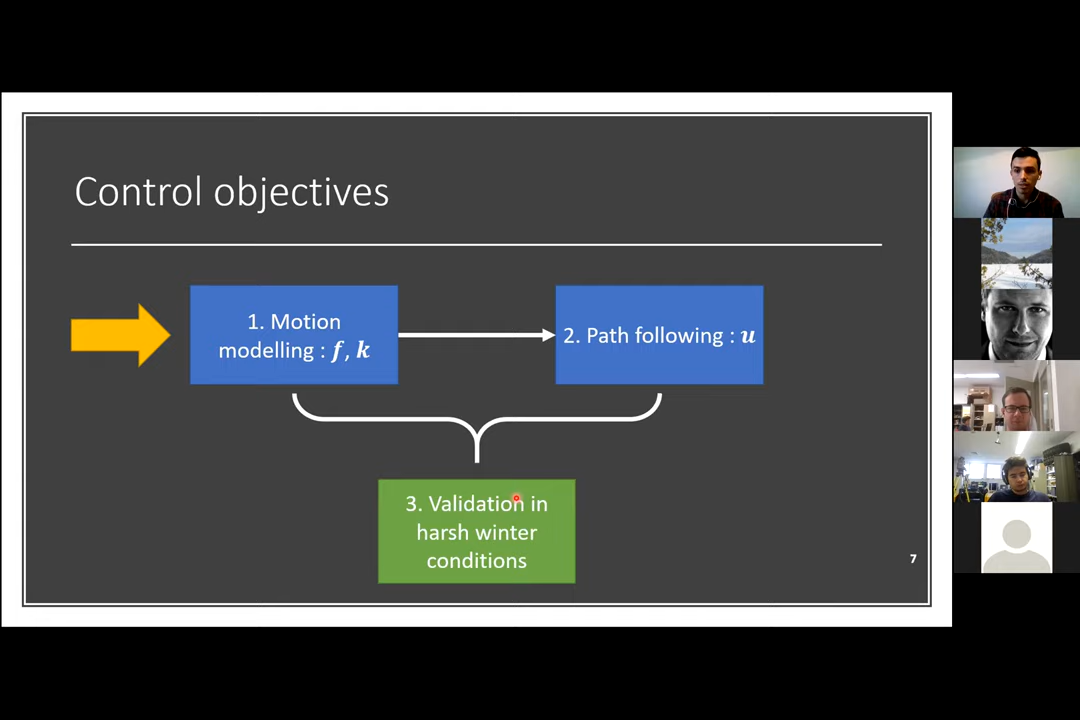 Control objectives
1. Motion
modelling : f, k
2. Path following : u
3. Validation in
harsh winter
conditions
7